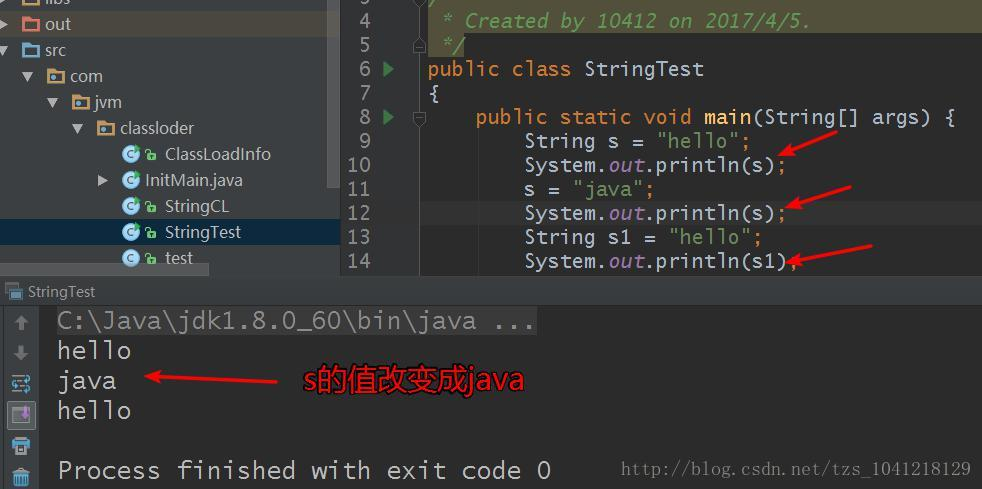 libs
out
src
com
jvm
classloder
ClassLoadInfo
InitMain.java
StringCL
StringTest
test
4 * Created by 10412 on 2017/4/5.
5 */
6 public class StringTest
7 {
8 public static void main(String[] args) {
9 String s = "hello";
10 System.out.println(s);
11 s = "java";
12 System.out.println(s);
13 String s1 = "hello";
14 System.out.println(s1);
StringTest
C:\Java\jdk1.8.0_60\bin\java ...
hello
java
s的值改变成java
hello
Process finished with exit code 0
http://blog.csdn.net/tzs_1041218129